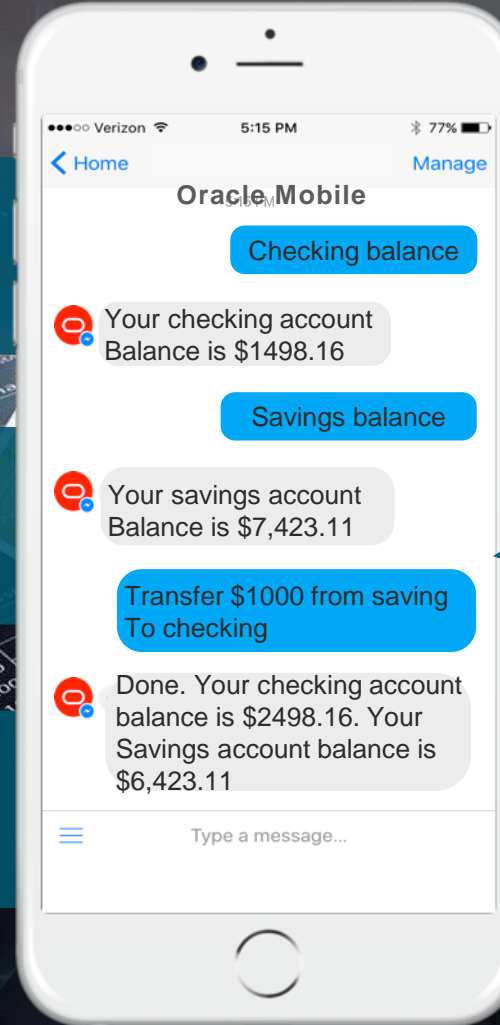 Verizon 5:15 PM 77%
Home Manage
Oracle Mobile
Checking balance
Your checking account
Balance is $1498.16
Savings balance
Your savings account
Balance is $7,423.11
Transfer $1000 from saving
To checking
Done. Your checking account
balance is $2498.16. Your
Savings account balance is
$6,423.11
Type a message...